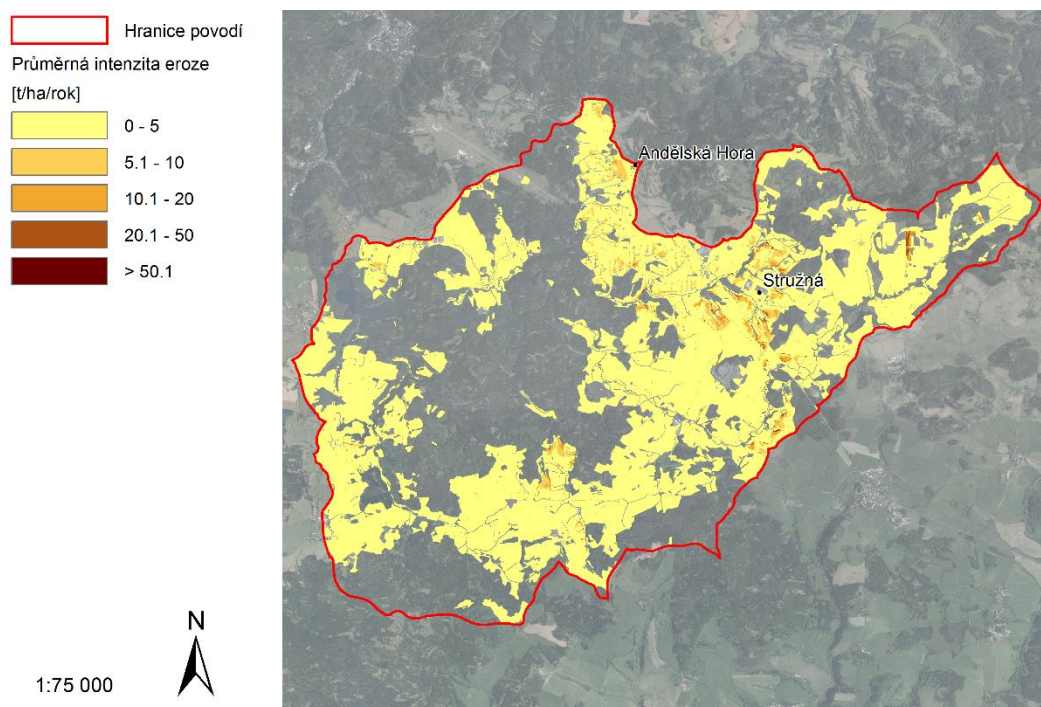 Hranice povodí
Průměrná intenzita eroze
[t/ha/rok]
0 - 5
5.1 - 10
10.1 - 20
20.1 - 50
> 50.1
Andělská Hora
Stružná
N
1:75 000